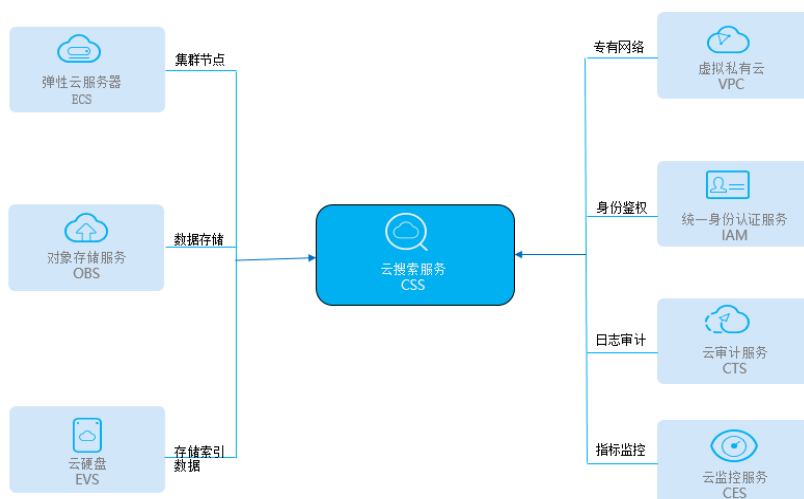 集群节点
弹性云服务器
ECS
数据存储
对象存储服务
OBS
存储索引
数据
云硬盘
EVS
云搜索服务
CSS
专有网络
虚拟私有云
VPC
身份鉴权
统一身份认证服务
IAM
日志审计
云审计服务
CTS
指标监控
云监控服务
CES